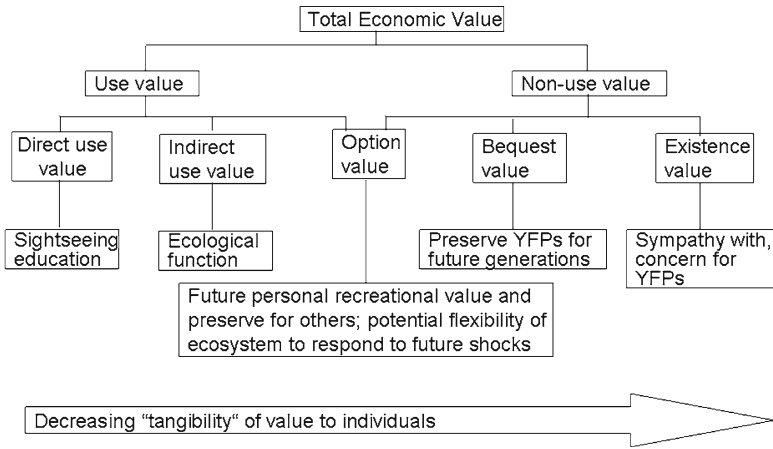 Total Economic Value
Use value
Non-use value
Direct use
value
Indirect
use value
Option
value
Bequest
value
Existence
value
Sightseeing
education
Ecological
function
Preserve YFPs for
future generations
Sympathy with,
concern for
YFPs
Future personal recreational value and
preserve for others; potential flexibility of
ecosystem to respond to future shocks
Decreasing “tangibility“ of value to individuals